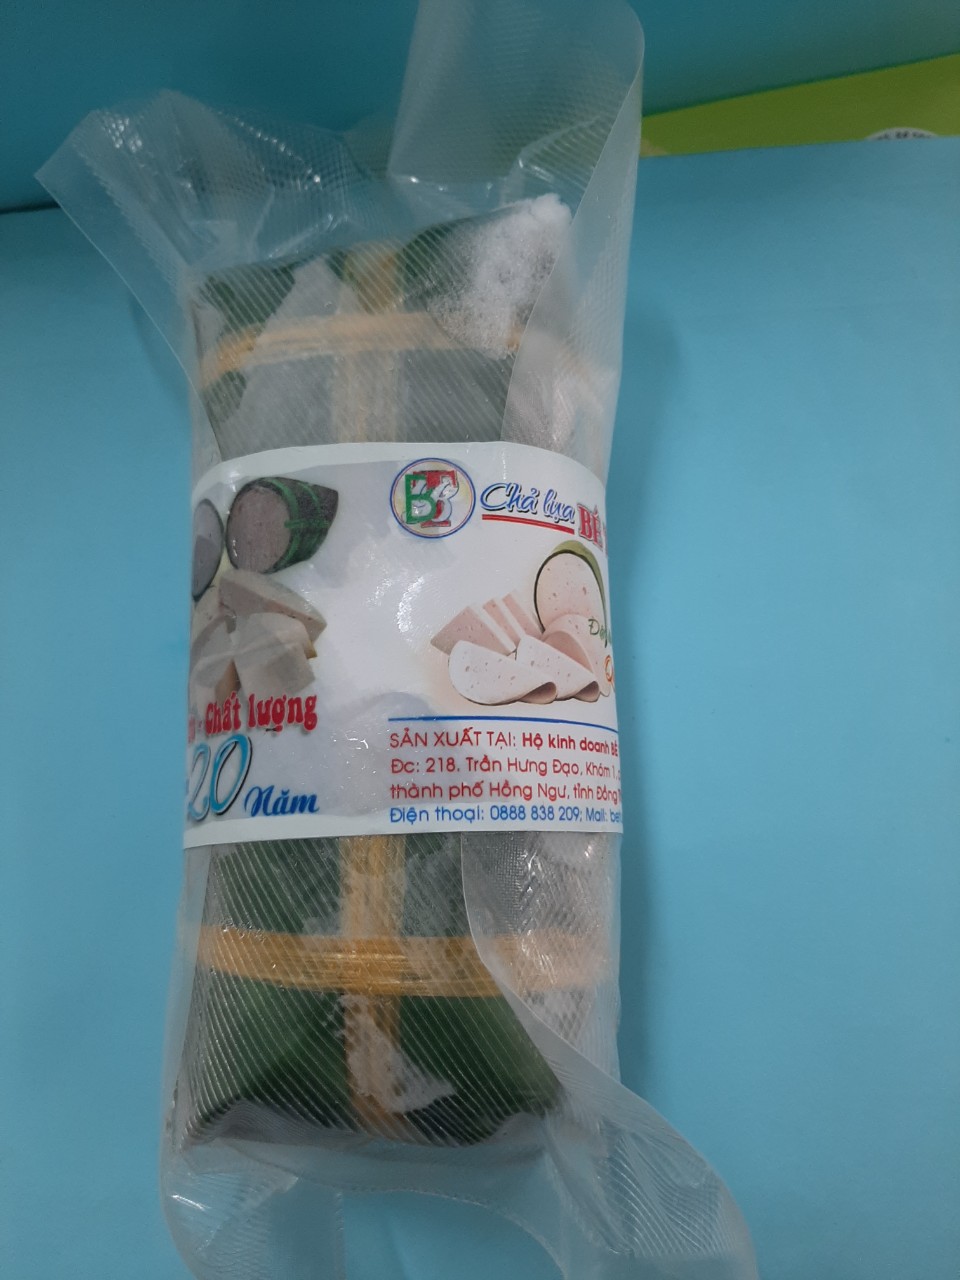 Chất lượng
20 Năm
BT
Chả lụa BÉ
SẢN XUẤT TẠI: Hộ kinh doanh BÉ
Đc: 218, Trần Hưng Đạo, Khóm 1,
thành phố Hồng Ngự, tỉnh Đồng
Điện thoại: 0888 838 209; Mail: